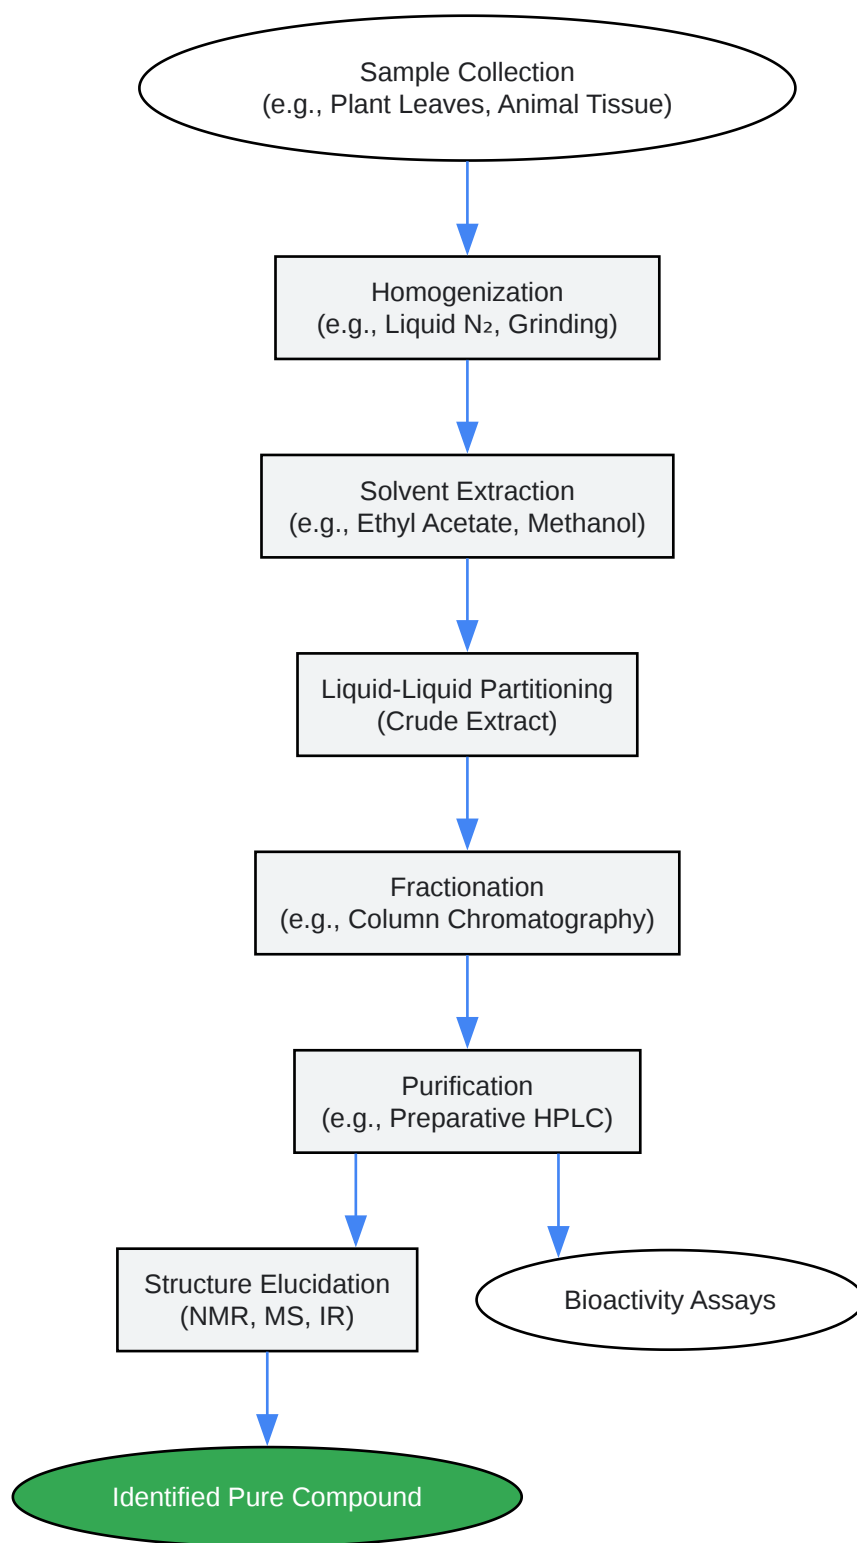 Sample Collection
(e.g., Plant Leaves, Animal Tissue)
Homogenization
(e.g., Liquid N₂, Grinding)
Solvent Extraction
(e.g., Ethyl Acetate, Methanol)
Liquid-Liquid Partitioning
(Crude Extract)
Fractionation
(e.g., Column Chromatography)
Purification
(e.g., Preparative HPLC)
Structure Elucidation
(NMR, MS, IR)
Bioactivity Assays
Identified Pure Compound